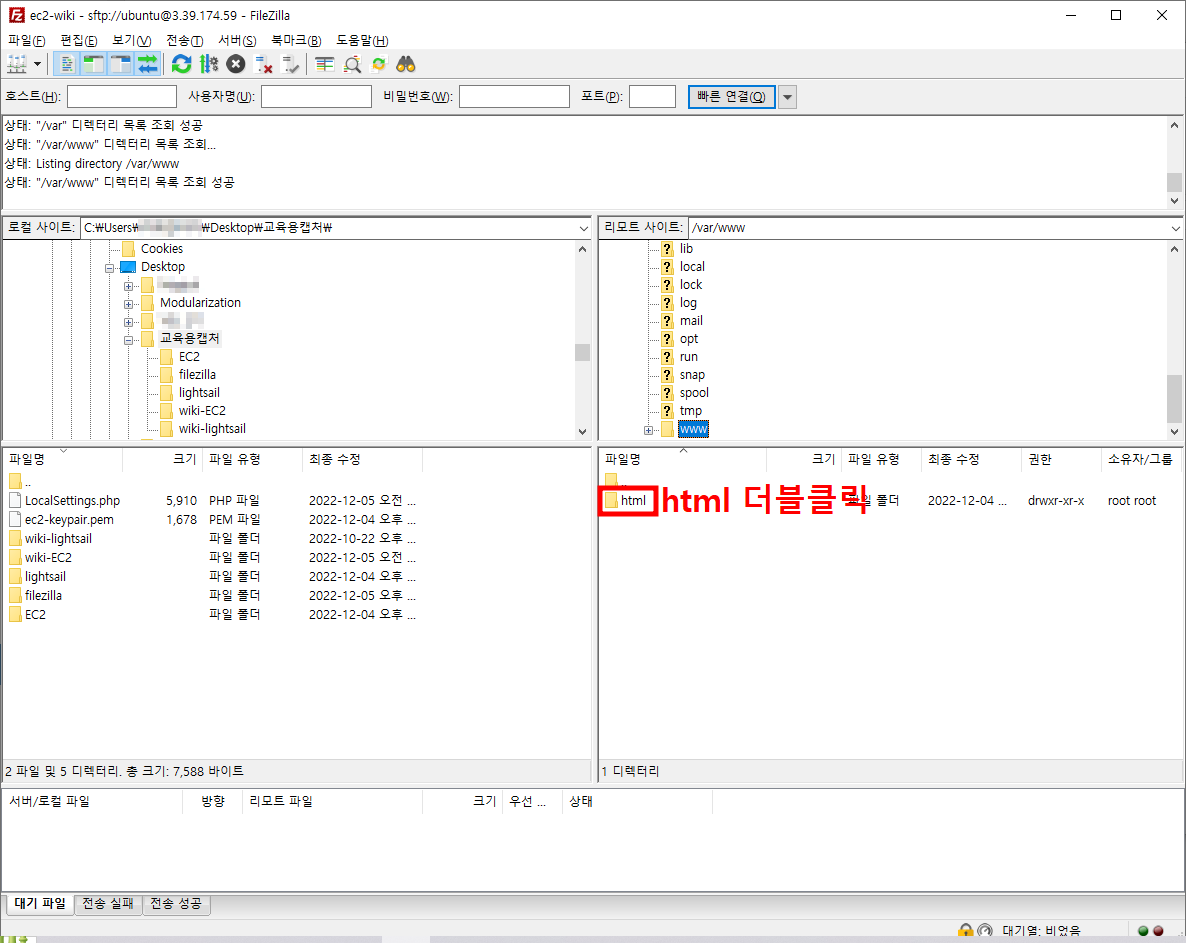 ec2-wiki - sftp://ubuntu@3.39.174.59 - FileZilla
파일(F) 편집(E) 보기(V) 전송(T) 서버(S) 북마크(B) 도움말(H)
호스트(H): 사용자명(U): 비밀번호(W): 포트(P): 빠른 연결(Q)
상태: "/var" 디렉터리 목록 조회 성공
상태: "/var/www" 디렉터리 목록 조회...
상태: Listing directory /var/www
상태: "/var/www" 디렉터리 목록 조회 성공
로컬 사이트: C:₩Users₩ ₩Desktop₩교육용캡처₩
Cookies
Desktop
Modularization
교육용캡처
EC2
filezilla
lightsail
wiki-EC2
wiki-lightsail
리모트 사이트: /var/www
lib
local
lock
log
mail
opt
run
snap
spool
tmp
www
파일명 크기 파일 유형 최종 수정
..
LocalSettings.php 5,910 PHP 파일 2022-12-05 오전 ...
ec2-keypair.pem 1,678 PEM 파일 2022-12-04 오후 ...
wiki-lightsail 파일 폴더 2022-10-22 오후 ...
wiki-EC2 파일 폴더 2022-12-05 오전 ...
lightsail 파일 폴더 2022-12-04 오후 ...
filezilla 파일 폴더 2022-12-05 오후 ...
EC2 파일 폴더 2022-12-04 오후 ...
2 파일 및 5 디렉터리. 총 크기: 7,588 바이트
파일명 크기 파일 유형 최종 수정 권한 소유자/그룹
..
html html 더블클릭 파일 폴더 2022-12-04 ... drwxr-xr-x root root
1 디렉터리
서버/로컬 파일 방향 리모트 파일 크기 우선 ... 상태
대기 파일 전송 실패 전송 성공
대기열: 비었음